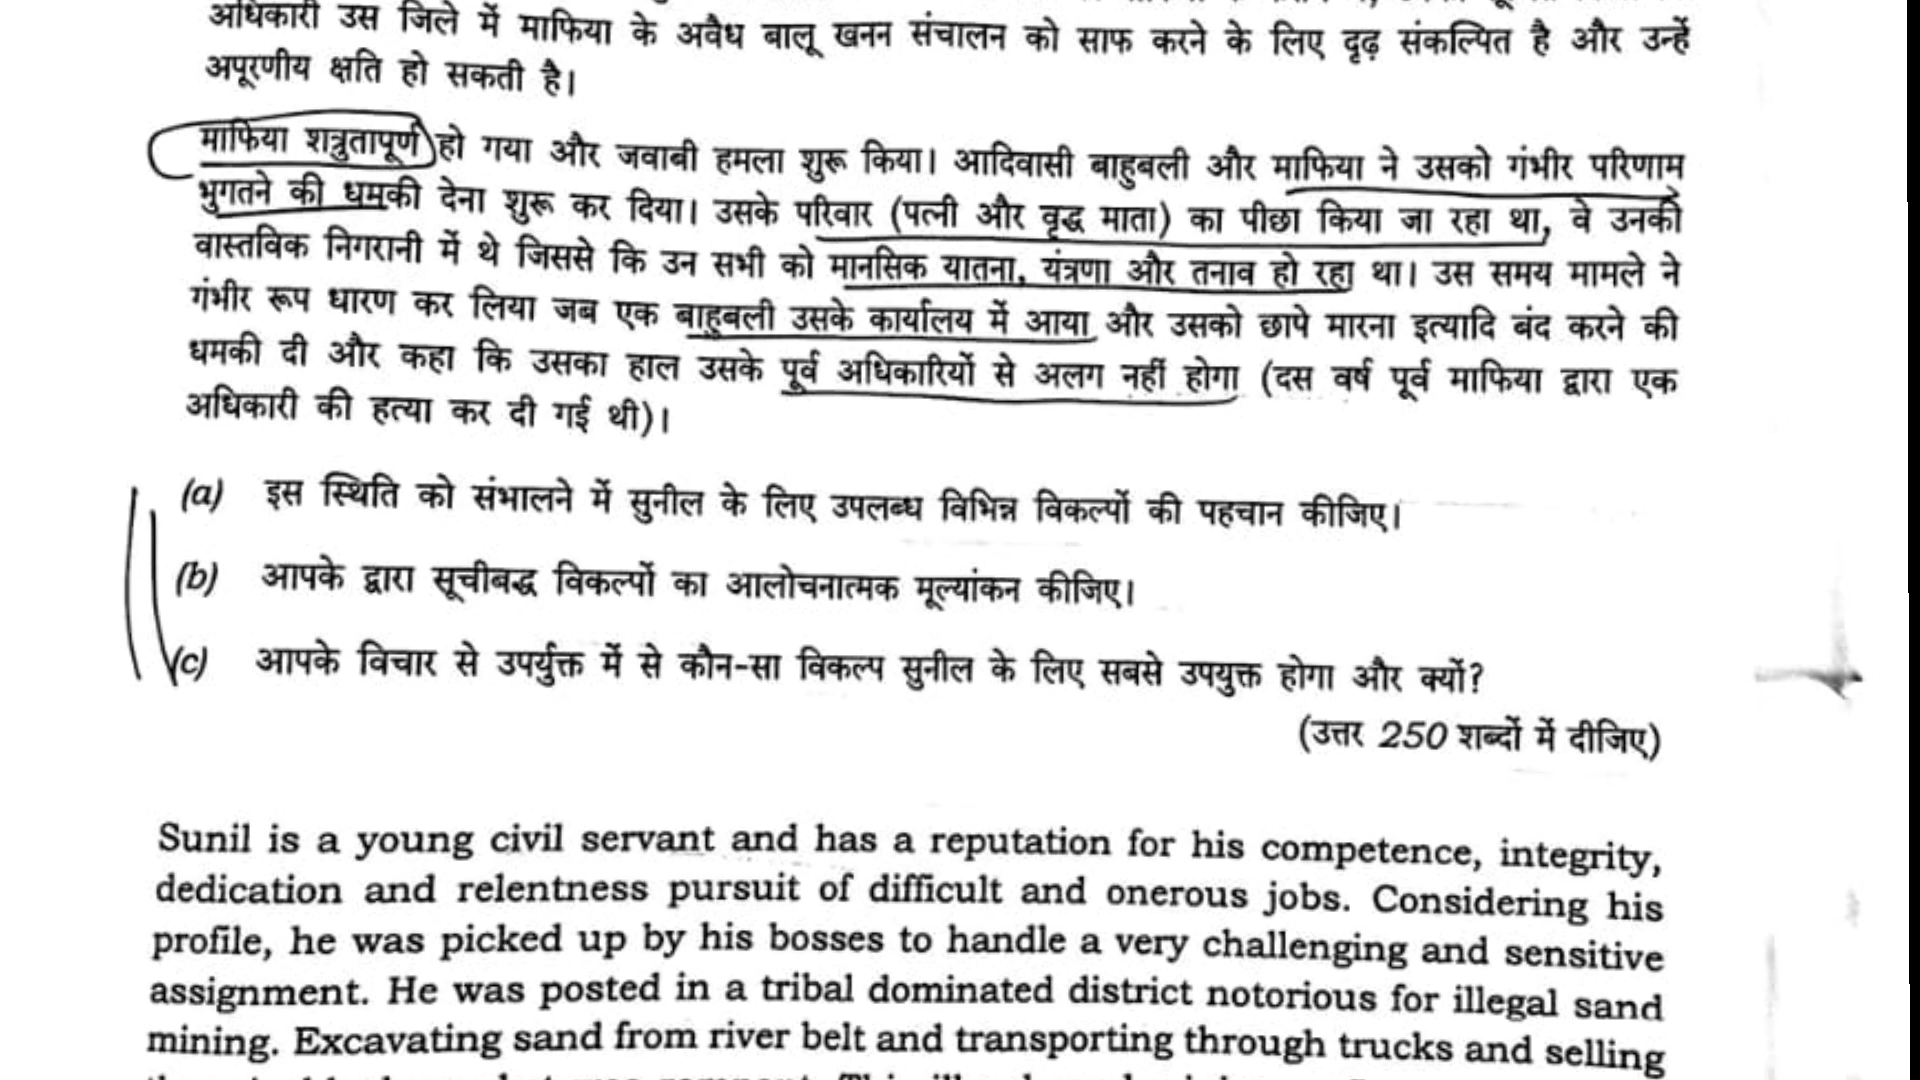 अधिकारी उस जिले में माफिया के अवैध बालू खनन संचालन को साफ करने के लिए दृढ़ संकल्पित है और उन्हें
अपूरणीय क्षति हो सकती है।
माफिया शत्रुतापूर्ण हो गया और जवाबी हमला शुरू किया। आदिवासी बाहुबली और माफिया ने उसको गंभीर परिणाम
भुगतने की धमकी देना शुरू कर दिया। उसके परिवार (पत्नी और वृद्ध माता) का पीछा किया जा रहा था, वे उनकी
वास्तविक निगरानी में थे जिससे कि उन सभी को मानसिक यातना, यंत्रणा और तनाव हो रहा था। उस समय मामले ने
गंभीर रूप धारण कर लिया जब एक बाहुबली उसके कार्यालय में आया और उसको छापे मारना इत्यादि बंद करने की
धमकी दी और कहा कि उसका हाल उसके पूर्व अधिकारियों से अलग नहीं होगा (दस वर्ष पूर्व माफिया द्वारा एक
अधिकारी की हत्या कर दी गई थी)।
(a) इस स्थिति को संभालने में सुनील के लिए उपलब्ध विभिन्न विकल्पों की पहचान कीजिए।
(b) आपके द्वारा सूचीबद्ध विकल्पों का आलोचनात्मक मूल्यांकन कीजिए।
(c) आपके विचार से उपर्युक्त में से कौन-सा विकल्प सुनील के लिए सबसे उपयुक्त होगा और क्यों?
(उत्तर 250 शब्दों में दीजिए)
Sunil is a young civil servant and has a reputation for his competence, integrity,
dedication and relentness pursuit of difficult and onerous jobs. Considering his
profile, he was picked up by his bosses to handle a very challenging and sensitive
assignment. He was posted in a tribal dominated district notorious for illegal sand
mining. Excavating sand from river belt and transporting through trucks and selling